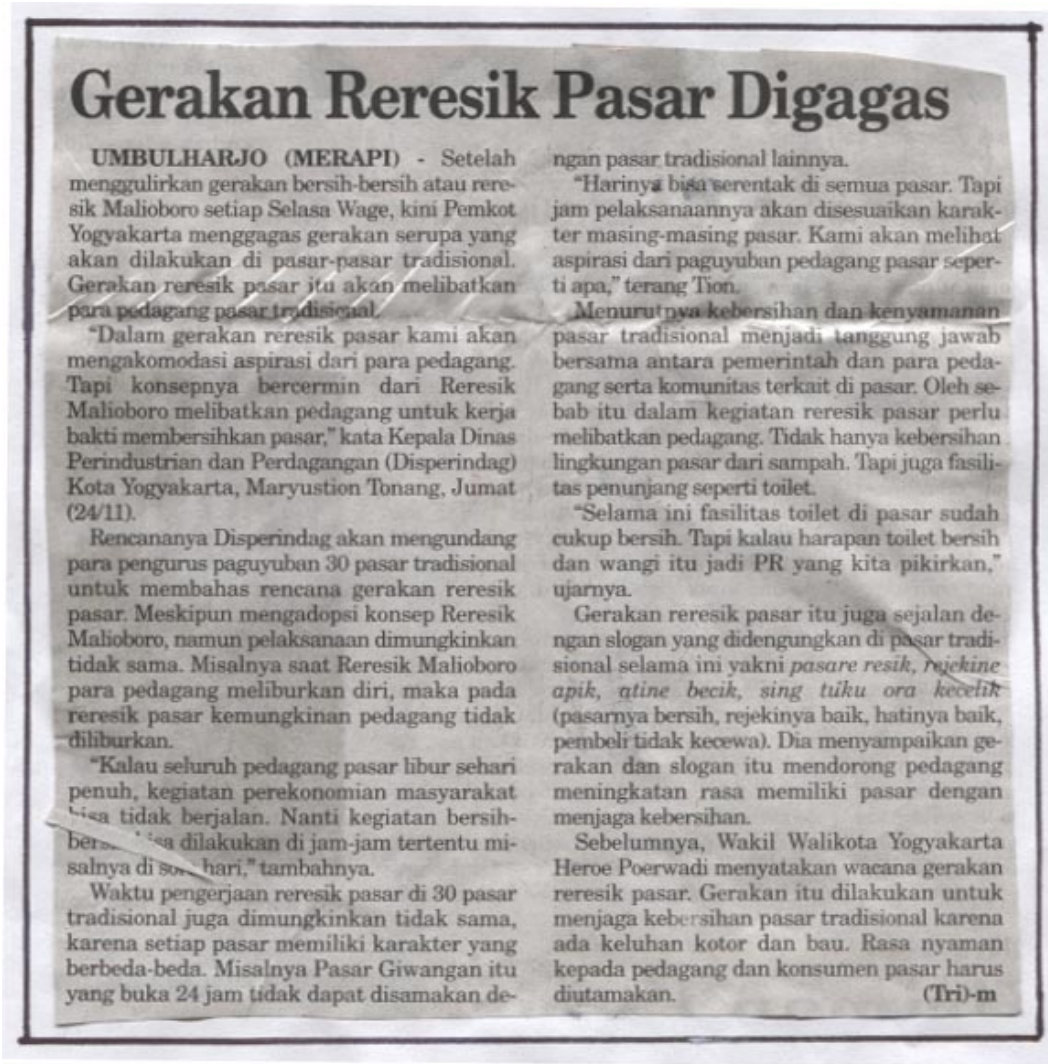 Gerakan Reresik Pasar Digagas
UMBULHARJO (MERAPI) - Setelah
menggulirkan gerakan bersih-bersih atau rere-
sik Malioboro setiap Selasa Wage, kini Pemkot
Yogyakarta menggagas gerakan serupa yang
akan dilakukan di pasar-pasar tradisional.
Gerakan reresik pasar itu akan melibatkan
para pedagang pasar tradisional.
“Dalam gerakan reresik pasar kami akan
mengakomodasi aspirasi dari para pedagang.
Tapi konsepnya bercermin dari Reresik
Malioboro melibatkan pedagang untuk kerja
bakti membersihkan pasar,” kata Kepala Dinas
Perindustrian dan Perdagangan (Disperindag)
Kota Yogyakarta, Maryustion Tonang, Jumat
(24/11).
Rencananya Disperindag akan mengundang
para pengurus paguyuban 30 pasar tradisional
untuk membahas rencana gerakan reresik
pasar. Meskipun mengadopsi konsep Reresik
Malioboro, namun pelaksanaan dimungkinkan
tidak sama. Misalnya saat Reresik Malioboro
para pedagang meliburkan diri, maka pada
reresik pasar kemungkinan pedagang tidak
diliburkan.
“Kalau seluruh pedagang pasar libur sehari
penuh, kegiatan perekonomian masyarakat
bisa tidak berjalan. Nanti kegiatan bersih-
dilakukan di jam-jam tertentu mi-
salnya di hari,” tambahnya.
Waktu pengerjaan reresik pasar di 30 pasar
tradisional juga dimungkinkan tidak sama,
karena setiap pasar memiliki karakter yang
berbeda-beda. Misalnya Pasar Giwangan itu
yang buka 24 jam tidak dapat disamakan de-
ngan pasar tradisional lainnya.
“Harinya bisa serentak di semua pasar. Tapi
jam pelaksanaannya akan disesuaikan karak-
ter masing-masing pasar. Kami akan melihat
aspirasi dari paguyuban pedagang pasar seper-
ti apa,” terang Tion.
Menurutnya kebersihan dan kenyamanan
pasar tradisional menjadi tanggung jawab
bersama antara pemerintah dan para peda-
gang serta komunitas terkait di pasar. Oleh se-
bab itu dalam kegiatan reresik pasar perlu
melibatkan pedagang. Tidak hanya kebersihan
lingkungan pasar dari sampah. Tapi juga fasili-
tas penunjang seperti toilet.
“Selama ini fasilitas toilet di pasar sudah
cukup bersih. Tapi kalau harapan toilet bersih
dan wangi itu jadi PR yang kita pikirkan,”
ujarnya.
Gerakan reresik pasar itu juga sejalan de-
ngan slogan yang didengungkan di pasar tradi-
sional selama ini yakni pasare resik, rejekine
apik, atine becik, sing tuku ora kecelik
(pasarnya bersih, rejekinya baik, hatinya baik,
pembeli tidak kecewa). Dia menyampaikan ge-
rakan dan slogan itu mendorong pedagang
meningkatan rasa memiliki pasar dengan
menjaga kebersihan.
Sebelumnya, Wakil Walikota Yogyakarta
Heroe Poerwadi menyatakan wacana gerakan
reresik pasar. Gerakan itu dilakukan untuk
menjaga kebersihan pasar tradisional karena
ada keluhan kotor dan bau. Rasa nyaman
kepada pedagang dan konsumen pasar harus
diutamakan. (Tri)-m